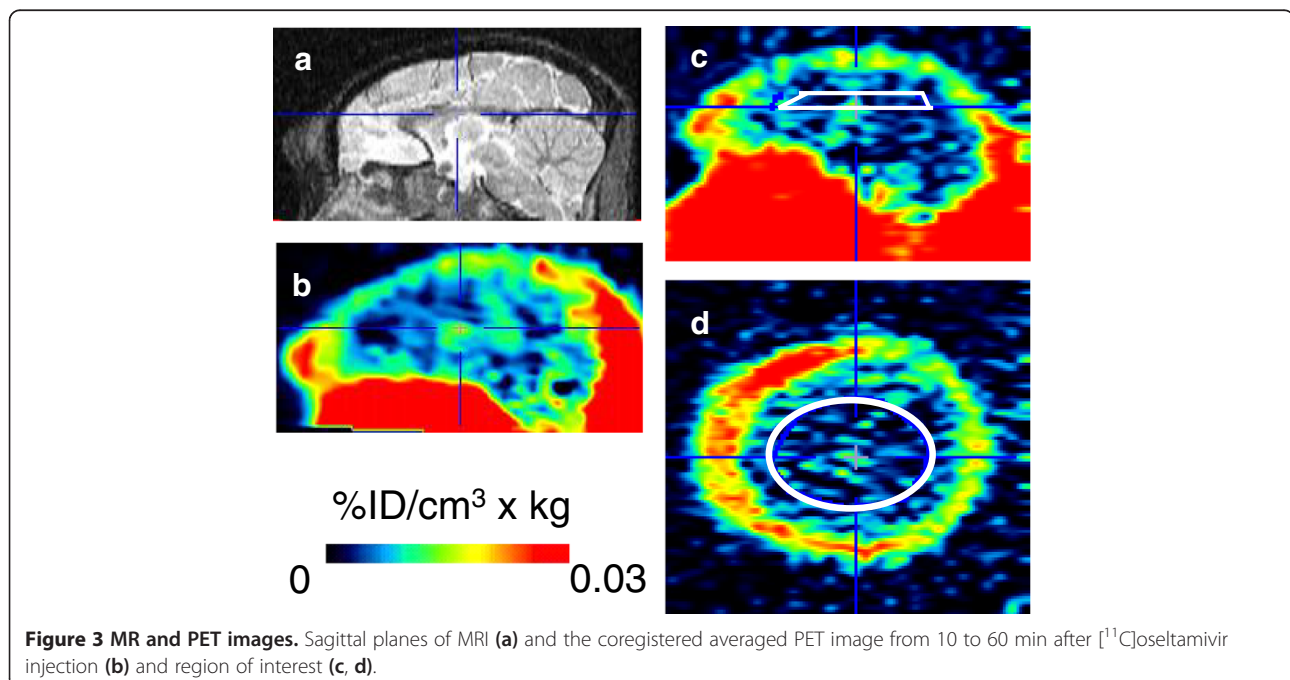 a
b
%ID/cm³ x kg
0
0.03
c
d
Figure 3 MR and PET images. Sagittal planes of MRI (a) and the coregistered averaged PET image from 10 to 60 min after [¹¹C]oseltamivir
injection (b) and region of interest (c, d).